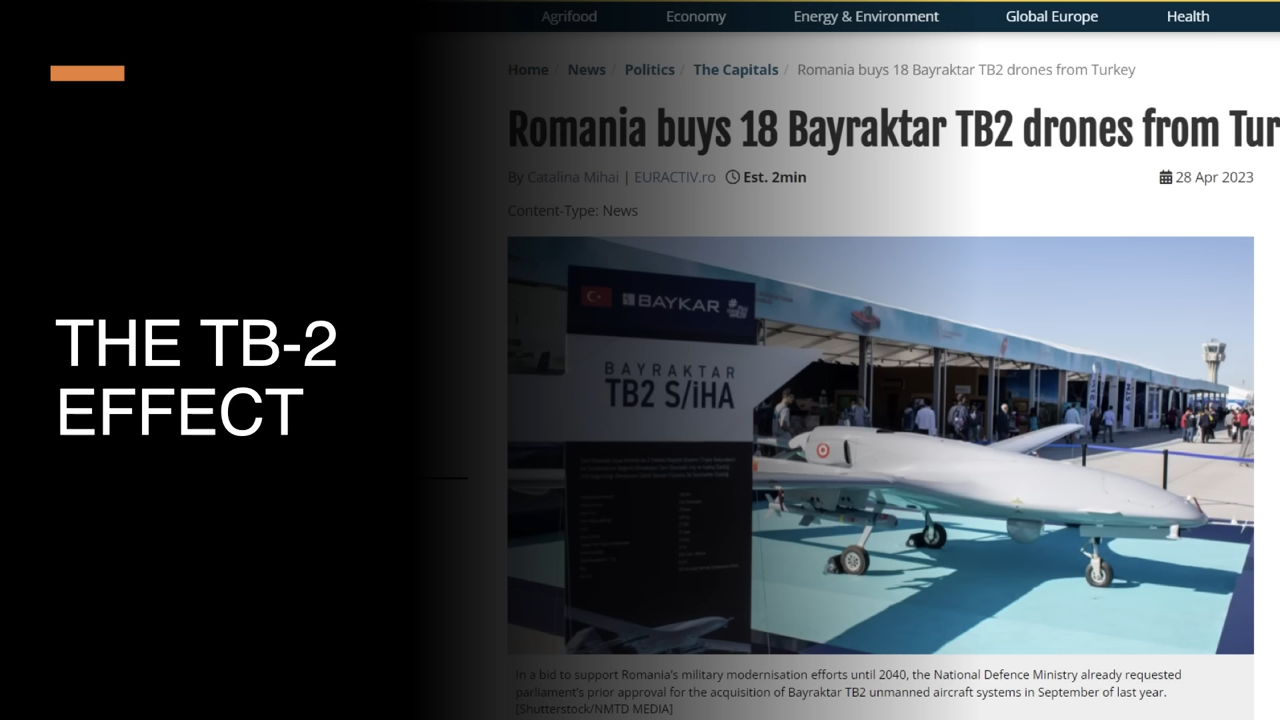 Agrifood Economy Energy & Environment Global Europe Health
Home / News / Politics / The Capitals / Romania buys 18 Bayraktar TB2 drones from Turkey
Romania buys 18 Bayraktar TB2 drones from Tur
By Catalina Mihai | EURACTIV.ro Est. 2min 28 Apr 2023
Content-Type: News
THE TB-2
EFFECT
BAYKAR
BAYRAKTAR
TB2 S/İHA
STM
In a bid to support Romania's military modernisation efforts until 2040, the National Defence Ministry already requested
parliament's prior approval for the acquisition of Bayraktar TB2 unmanned aircraft systems in September of last year.
[Shutterstock/NMTD MEDIA]